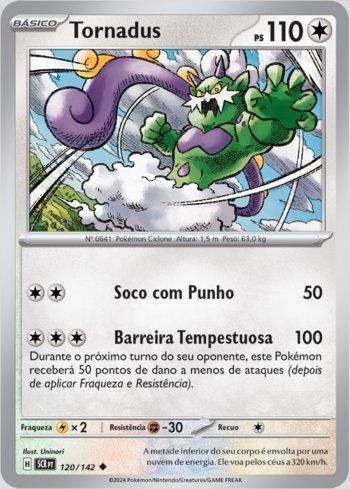 BÁSICO
Tornadus
PS 110
Nº 0641 Pokémon Ciclone Altura: 1,5 m Peso: 63,0 kg
Soco com Punho 50
Barreira Tempestuosa 100
Durante o próximo turno do seu oponente, este Pokémon
receberá 50 pontos de dano a menos de ataques (depois
de aplicar Fraqueza e Resistência).
Fraqueza ×2 Resistência -30 Recuo
Ilust. Uninori
H SCR PT 120/142
A metade inferior do seu corpo é envolta por uma
nuvem de energia. Ele voa pelos céus a 320 km/h.
©2024 Pokémon/Nintendo/Creatures/GAME FREAK